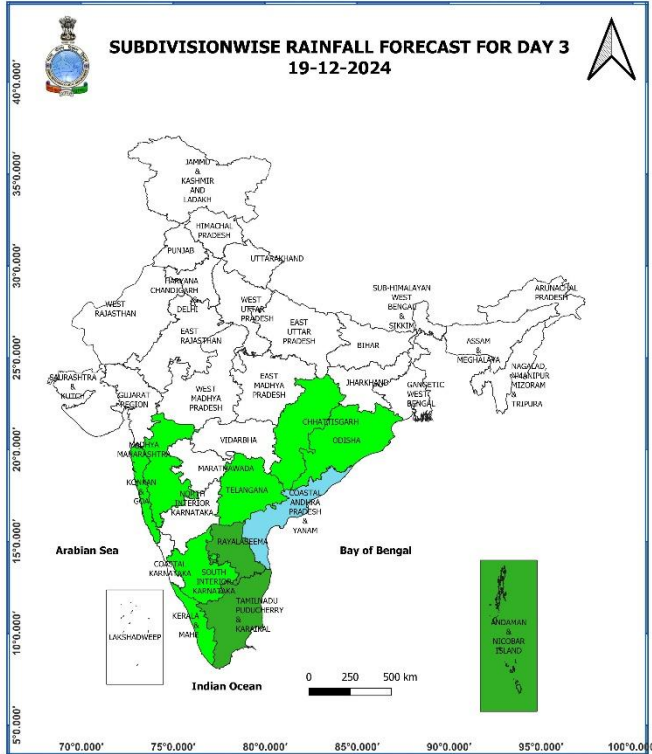 SUBDIVISIONWISE RAINFALL FORECAST FOR DAY 3
19-12-2024
40°0.000'
35°0.000'
30°0.000'
25°0.000'
20°0.000'
15°0.000'
10°0.000'
5°0.000'
JAMMU
&
KASHMIR
AND
LADAKH
HIMACHAL
PRADESH
PUNJAB
UTTARAKHAND
HARYANA
CHANDIGARH
&
DELHI
WEST
RAJASTHAN
WEST
UTTAR
PRADESH
SUB-HIMALAYAN
WEST
BENGAL
&
SIKKIM
ARUNACHAL
PRADESH
EAST
RAJASTHAN
EAST
UTTAR
PRADESH
BIHAR
ASSAM
&
MEGHALAYA
NAGALAD,
MANIPUR
MIZORAM
&
TRIPURA
SAURASHTRA
&
KUTCH
GUJARAT
REGION
WEST
MADHYA
PRADESH
EAST
MADHYA
PRADESH
JHARKHAND
GANGETIC
WEST
BENGAL
CHHATTISGARH
ODISHA
VIDARBHA
MADHYA
MAHARASHTRA
MARATHAWADA
KONKAN
&
GOA
NORTH
INTERIOR
KARNATAKA
TELANGANA
COASTAL
ANDHRA
PRADESH
&
YANAM
RAYALASEEMA
Arabian Sea
Bay of Bengal
COASTAL
KARNATAKA
SOUTH
INTERIOR
KARNATAKA
TAMILNADU
PUDUCHERRY
&
KARAIKAL
KERALA
&
MAHE
LAKSHADWEEP
ANDAMAN
&
NICOBAR
ISLAND
Indian Ocean
0 250 500 km
70°0.000' 75°0.000' 80°0.000' 85°0.000' 90°0.000' 95°0.000' 100°0.000'